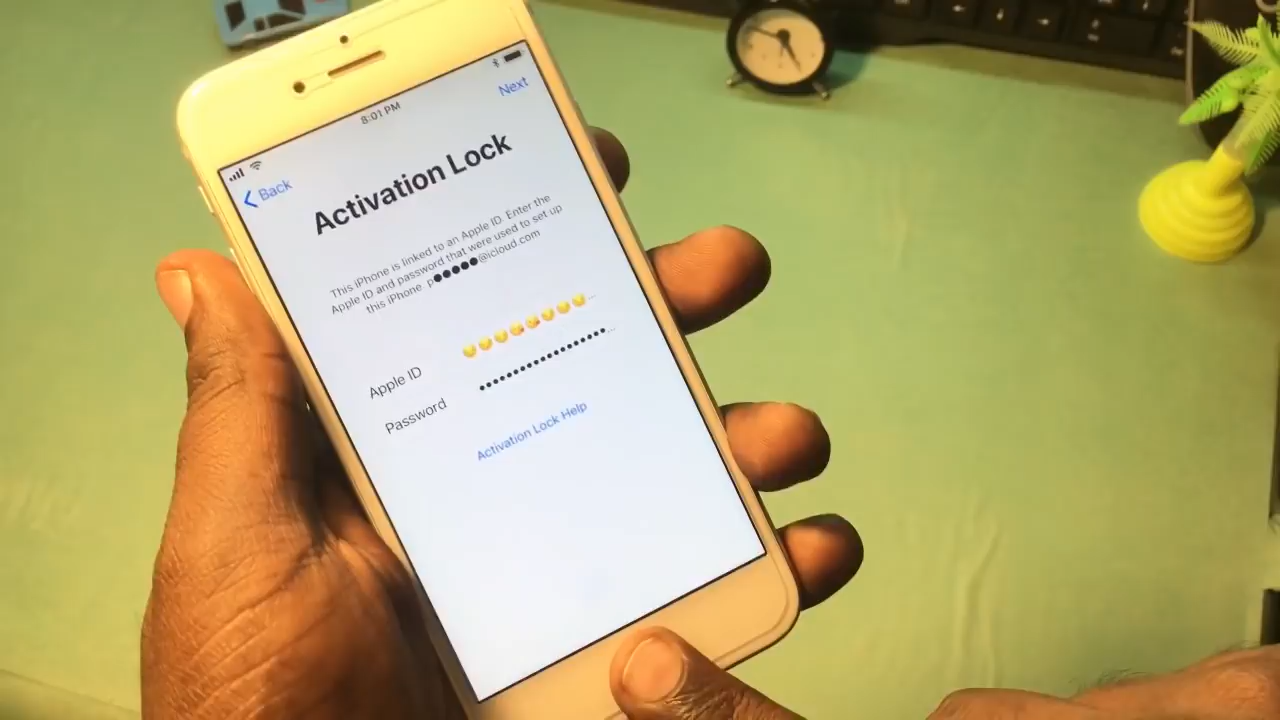 8:01 PM
Back
Next
Activation Lock
This iPhone is linked to an Apple ID. Enter the
Apple ID and password that were used to set up
this iPhone. p●●●●●@icloud.com
Apple ID 😗😗😗😗😗😗😗😗...
Password ●●●●●●●●●●●●●●●●●●●...
Activation Lock Help